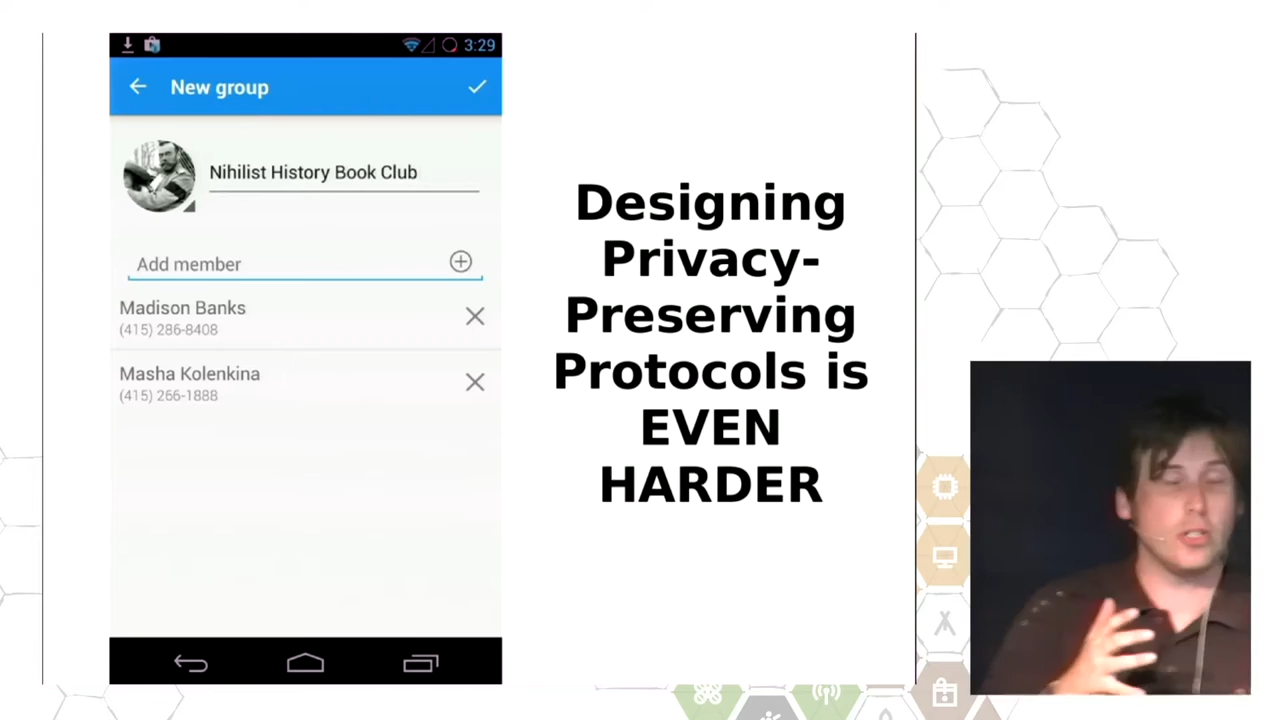 3:29
New group
Nihilist History Book Club
Add member
Madison Banks
(415) 286-8408
Masha Kolenkina
(415) 266-1888
Designing
Privacy-
Preserving
Protocols is
EVEN
HARDER